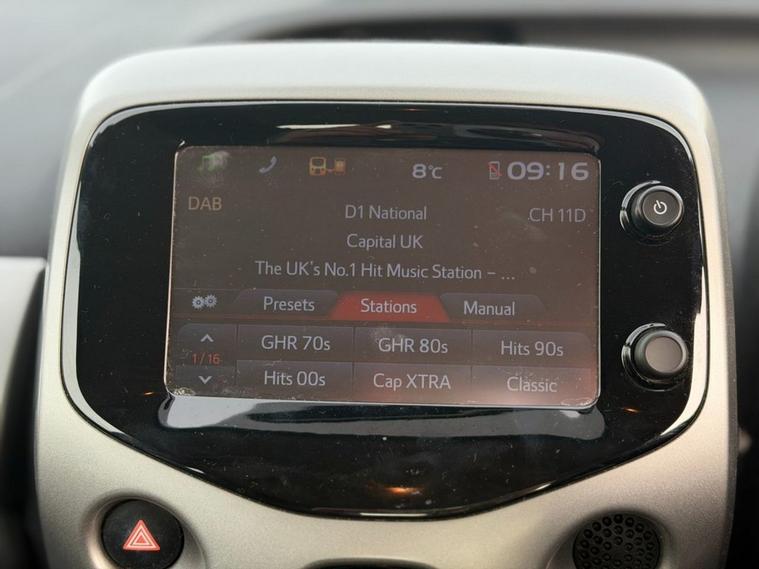 8°C 09:16
DAB
D1 National CH 11D
Capital UK
The UK's No.1 Hit Music Station – ...
Presets Stations Manual
GHR 70s GHR 80s Hits 90s
1/16
Hits 00s Cap XTRA Classic